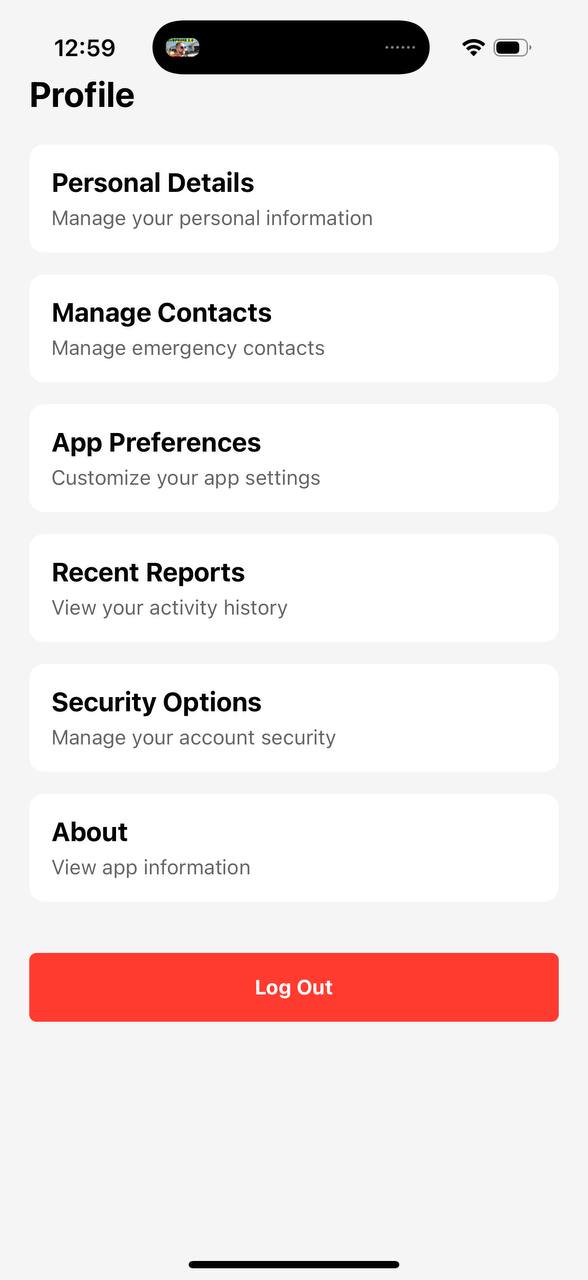 12:59
Profile
Personal Details
Manage your personal information
Manage Contacts
Manage emergency contacts
App Preferences
Customize your app settings
Recent Reports
View your activity history
Security Options
Manage your account security
About
View app information
Log Out